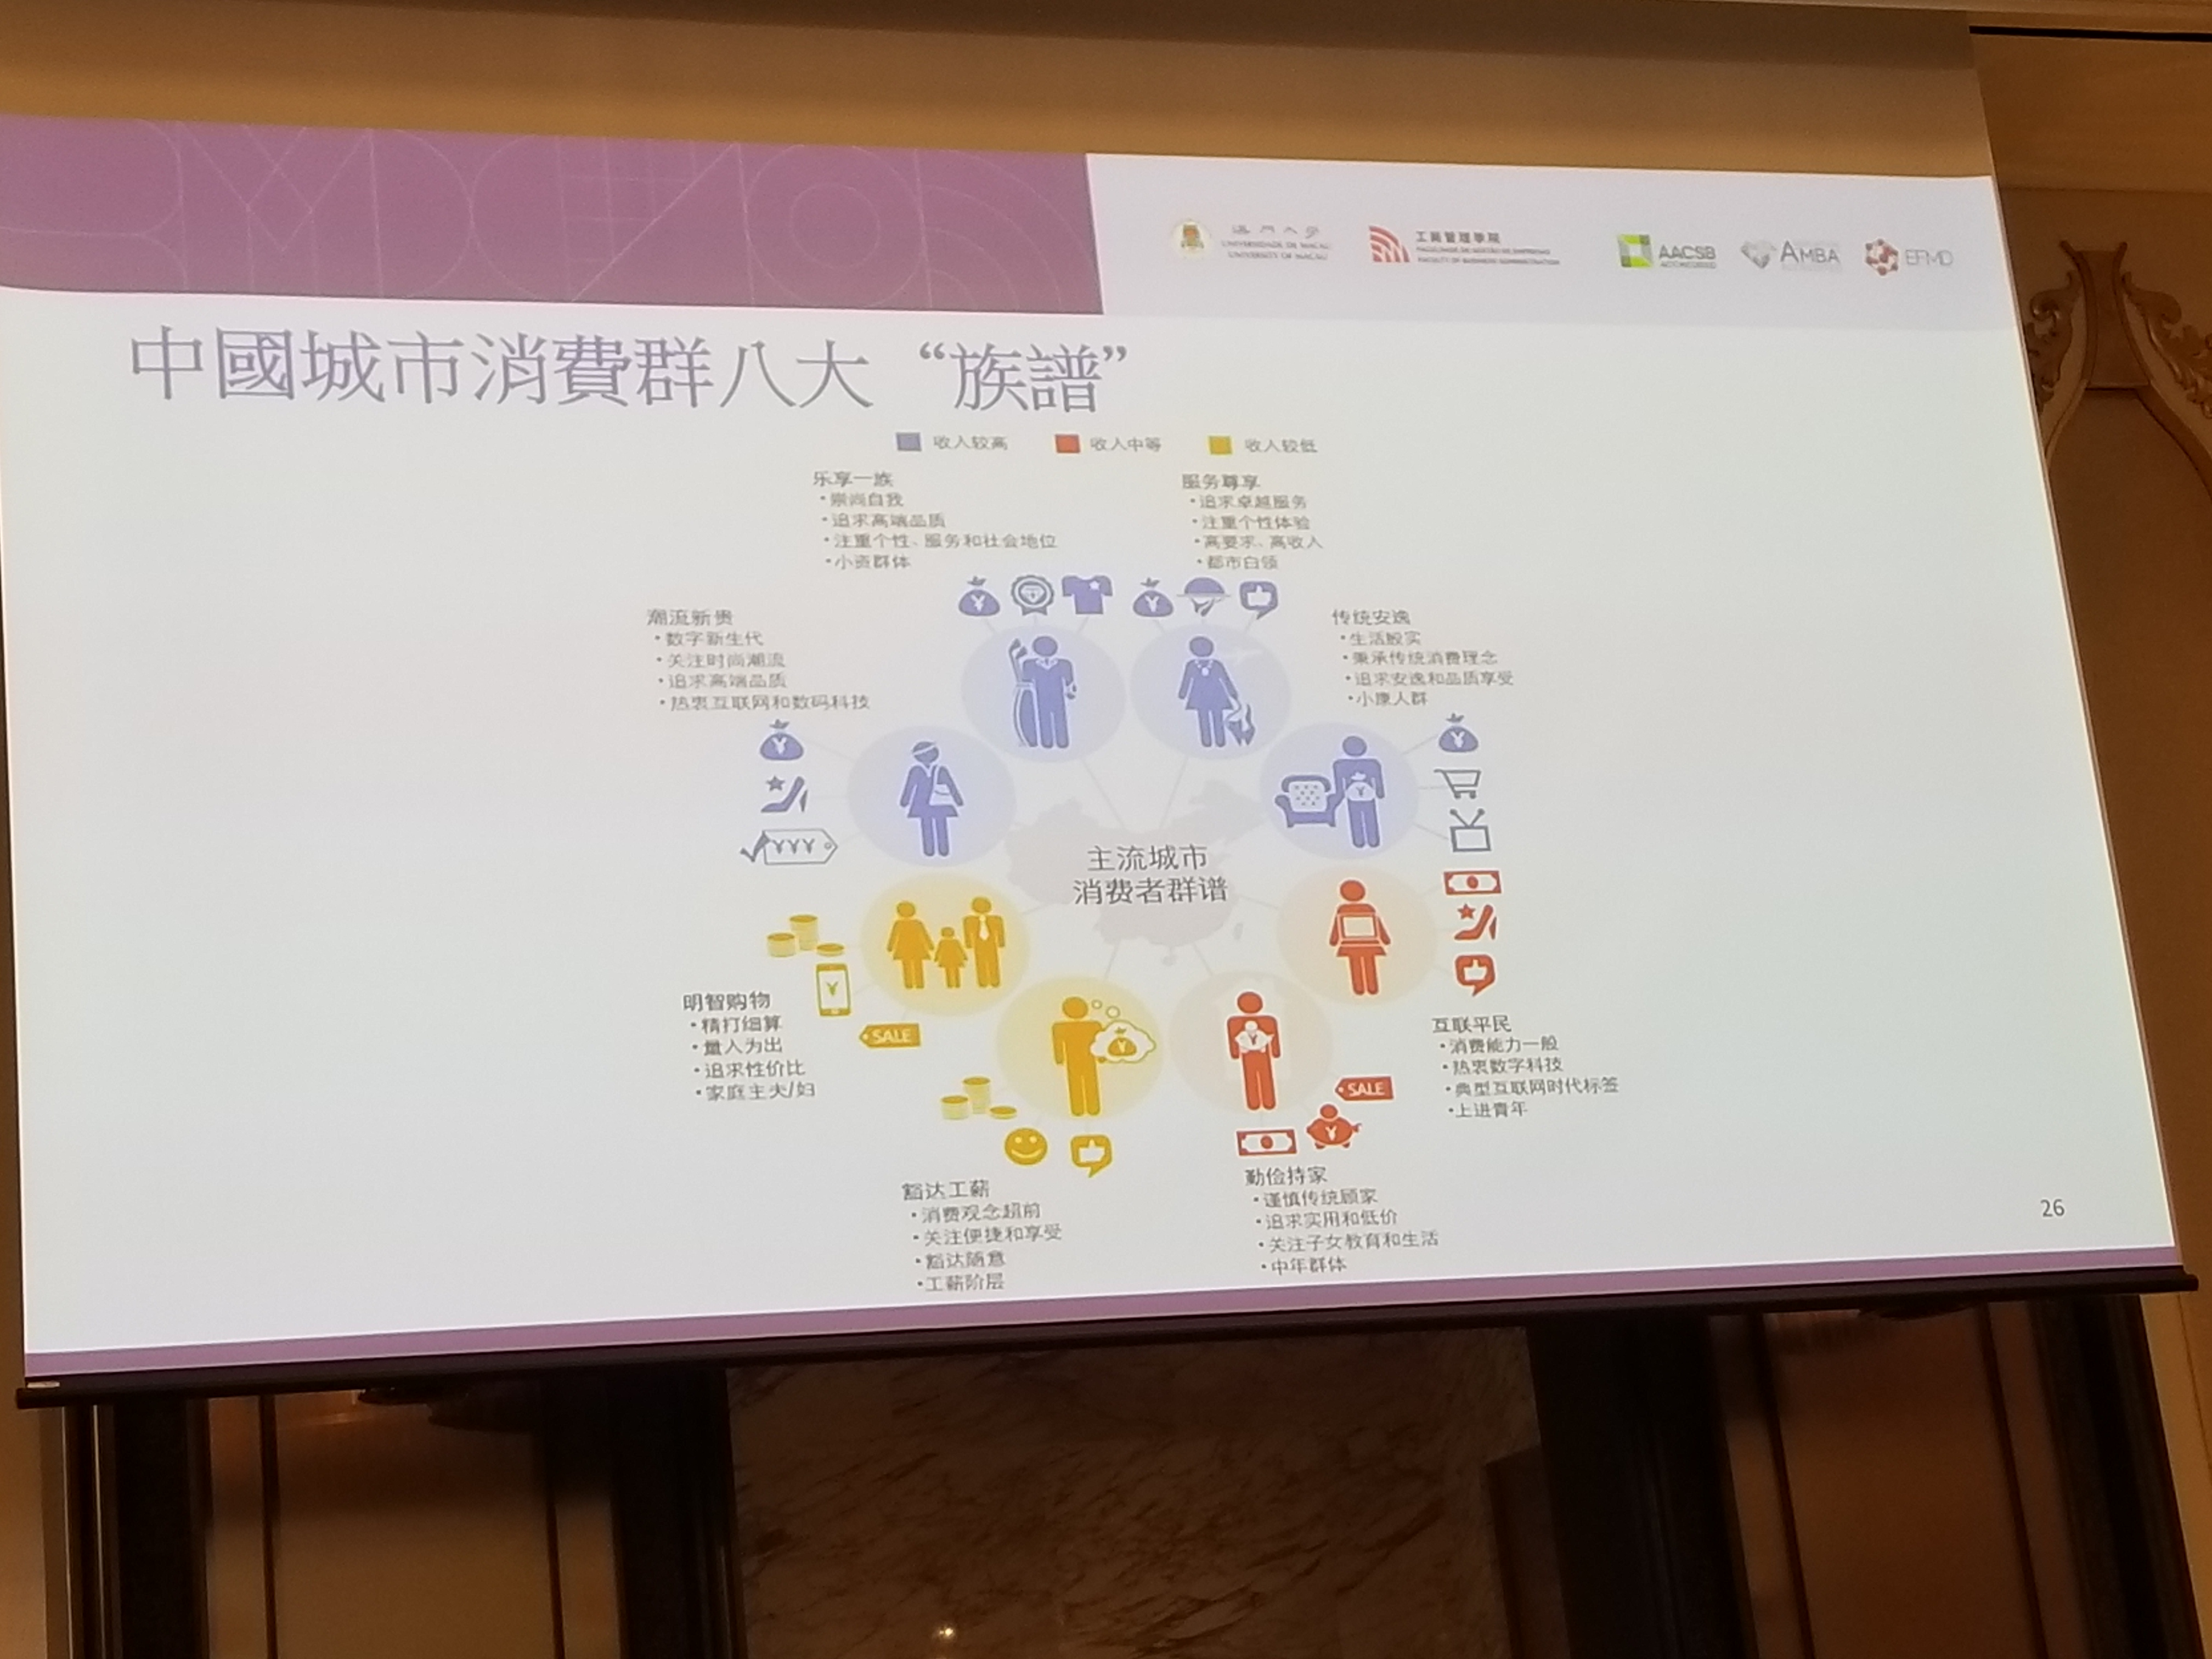 澳門大學
UNIVERSIDADE DE MACAU
UNIVERSITY OF MACAU
工商管理學院
FACULDADE DE GESTÃO DE EMPRESAS
FACULTY OF BUSINESS ADMINISTRATION
AACSB
ACCREDITED
AMBA
EFMD
中國城市消費群八大“族譜”
收入较高
收入中等
收入较低
乐享一族
•崇尚自我
•追求高端品质
•注重个性、服务和社会地位
•小资群体
服务尊享
•追求卓越服务
•注重个性体验
•高要求、高收入
•都市白领
潮流新贵
•数字新生代
•关注时尚潮流
•追求高端品质
•热衷互联网和数码科技
传统安逸
•生活殷实
•秉承传统消费理念
•追求安逸和品质享受
•小康人群
主流城市
消费者群谱
明智购物
•精打细算
•量入为出
•追求性价比
•家庭主夫/妇
SALE
互联平民
•消费能力一般
•热衷数字科技
•典型互联网时代标签
•上进青年
SALE
豁达工薪
•消费观念超前
•关注便捷和享受
•豁达随意
•工薪阶层
勤俭持家
•谨慎传统顾家
•追求实用和低价
•关注子女教育和生活
•中年群体
26